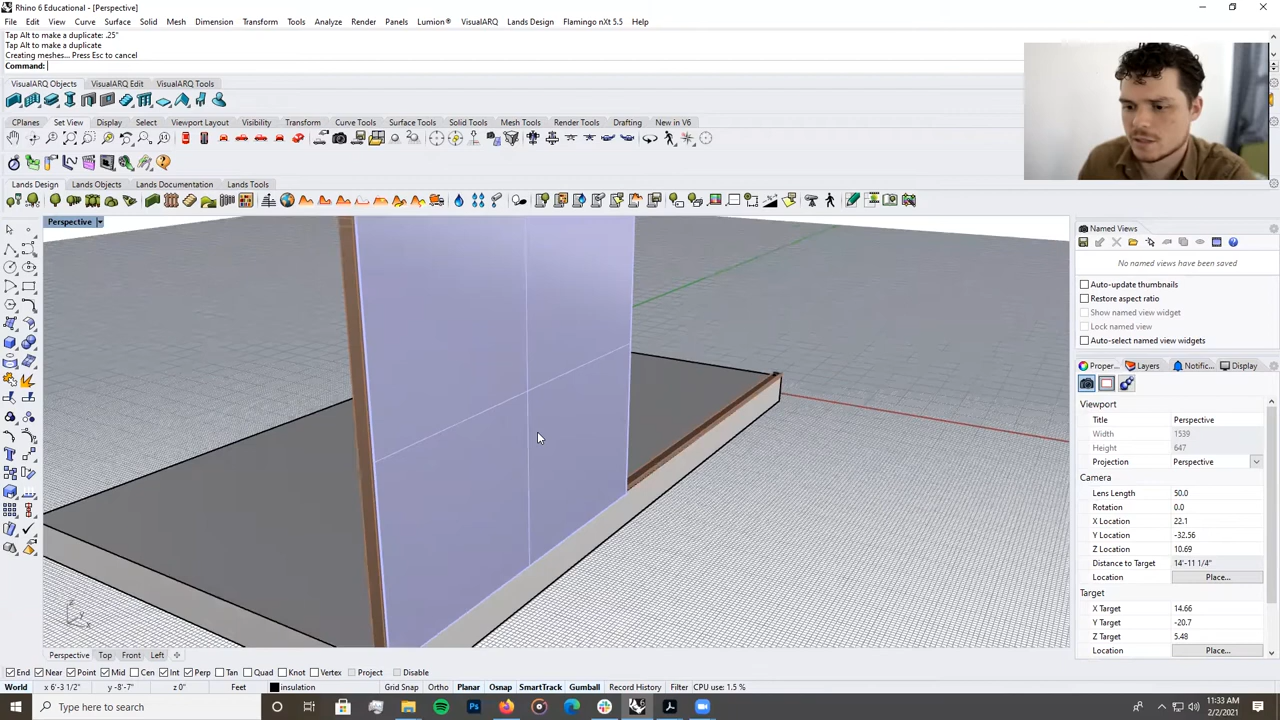 Rhino 6 Educational - [Perspective]
File Edit View Curve Surface Solid Mesh Dimension Transform Tools Analyze Render Panels Lumion® VisualARQ Lands Design Flamingo nXt 5.5 Help
Tap Alt to make a duplicate: .25"
Tap Alt to make a duplicate
Creating meshes... Press Esc to cancel
Command:
VisualARQ Objects VisualARQ Edit VisualARQ Tools
CPlanes Set View Display Select Viewport Layout Visibility Transform Curve Tools Surface Tools Solid Tools Mesh Tools Render Tools Drafting New in V6
Lands Design Lands Objects Lands Documentation Lands Tools
Perspective
Named Views
No named views have been saved
Auto-update thumbnails
Restore aspect ratio
Show named view widget
Lock named view
Auto-select named view widgets
Proper... Layers Notific... Display
Viewport
Title Perspective
Width 1539
Height 647
Projection Perspective
Camera
Lens Length 50.0
Rotation 0.0
X Location 22.1
Y Location -32.56
Z Location 10.69
Distance to Target 14'-11 1/4"
Location Place...
Target
X Target 14.66
Y Target -20.7
Z Target 5.48
Location Place...
z y x
Perspective Top Front Left
End Near Point Mid Cen Int Perp Tan Quad Knot Vertex Project Disable
World x 6'-3 1/2" y -8'-7" z 0" Feet insulation Grid Snap Ortho Planar Osnap SmartTrack Gumball Record History Filter CPU use: 1.5 %
Type here to search
11:33 AM
2/2/2021